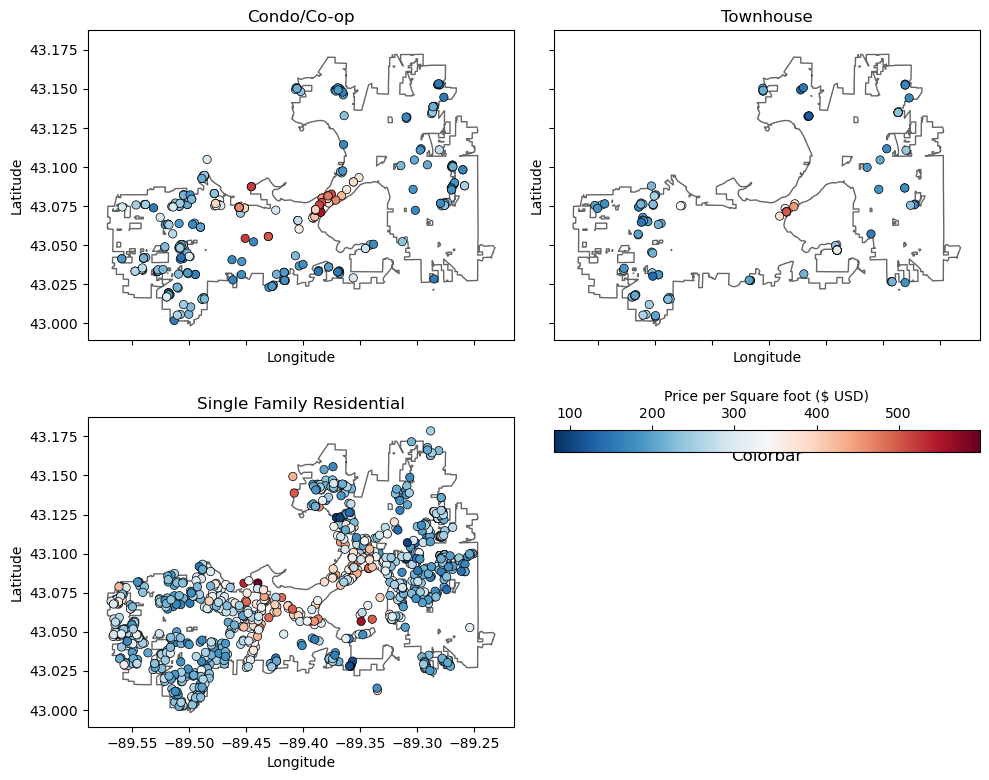 Condo/Co-op
Townhouse
43.175
43.150
43.125
43.100
43.075
43.050
43.025
43.000
Latitude
Longitude
Latitude
Longitude
Single Family Residential
43.175
43.150
43.125
43.100
43.075
43.050
43.025
43.000
Latitude
−89.55 −89.50 −89.45 −89.40 −89.35 −89.30 −89.25
Longitude
Price per Square foot ($ USD)
100 200 300 400 500
Colorbar